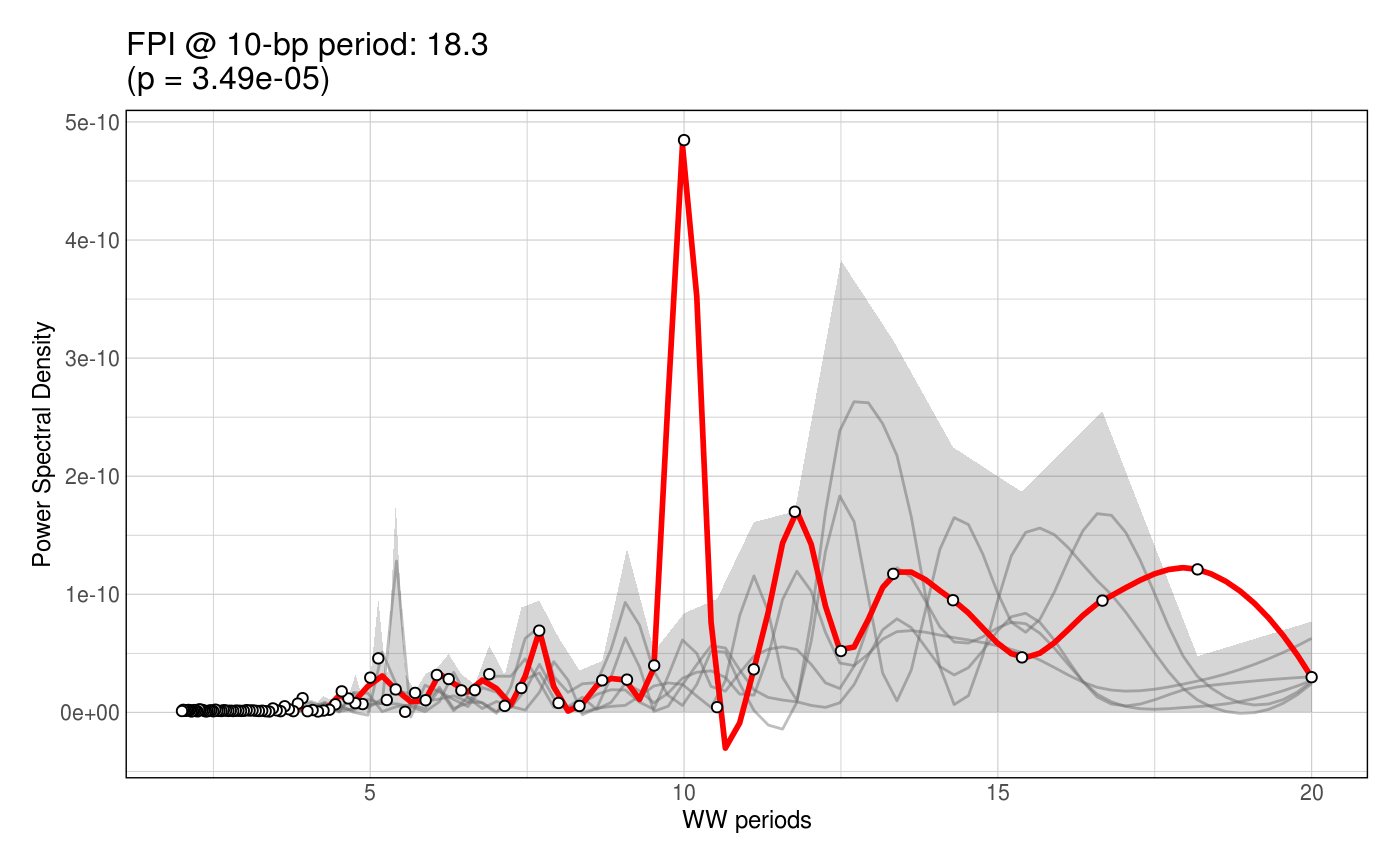 FPI @ 10-bp period: 18.3
(p = 3.49e-05)
5e-10
4e-10
3e-10
2e-10
1e-10
0e+00
Power Spectral Density
5
10
15
20
WW periods